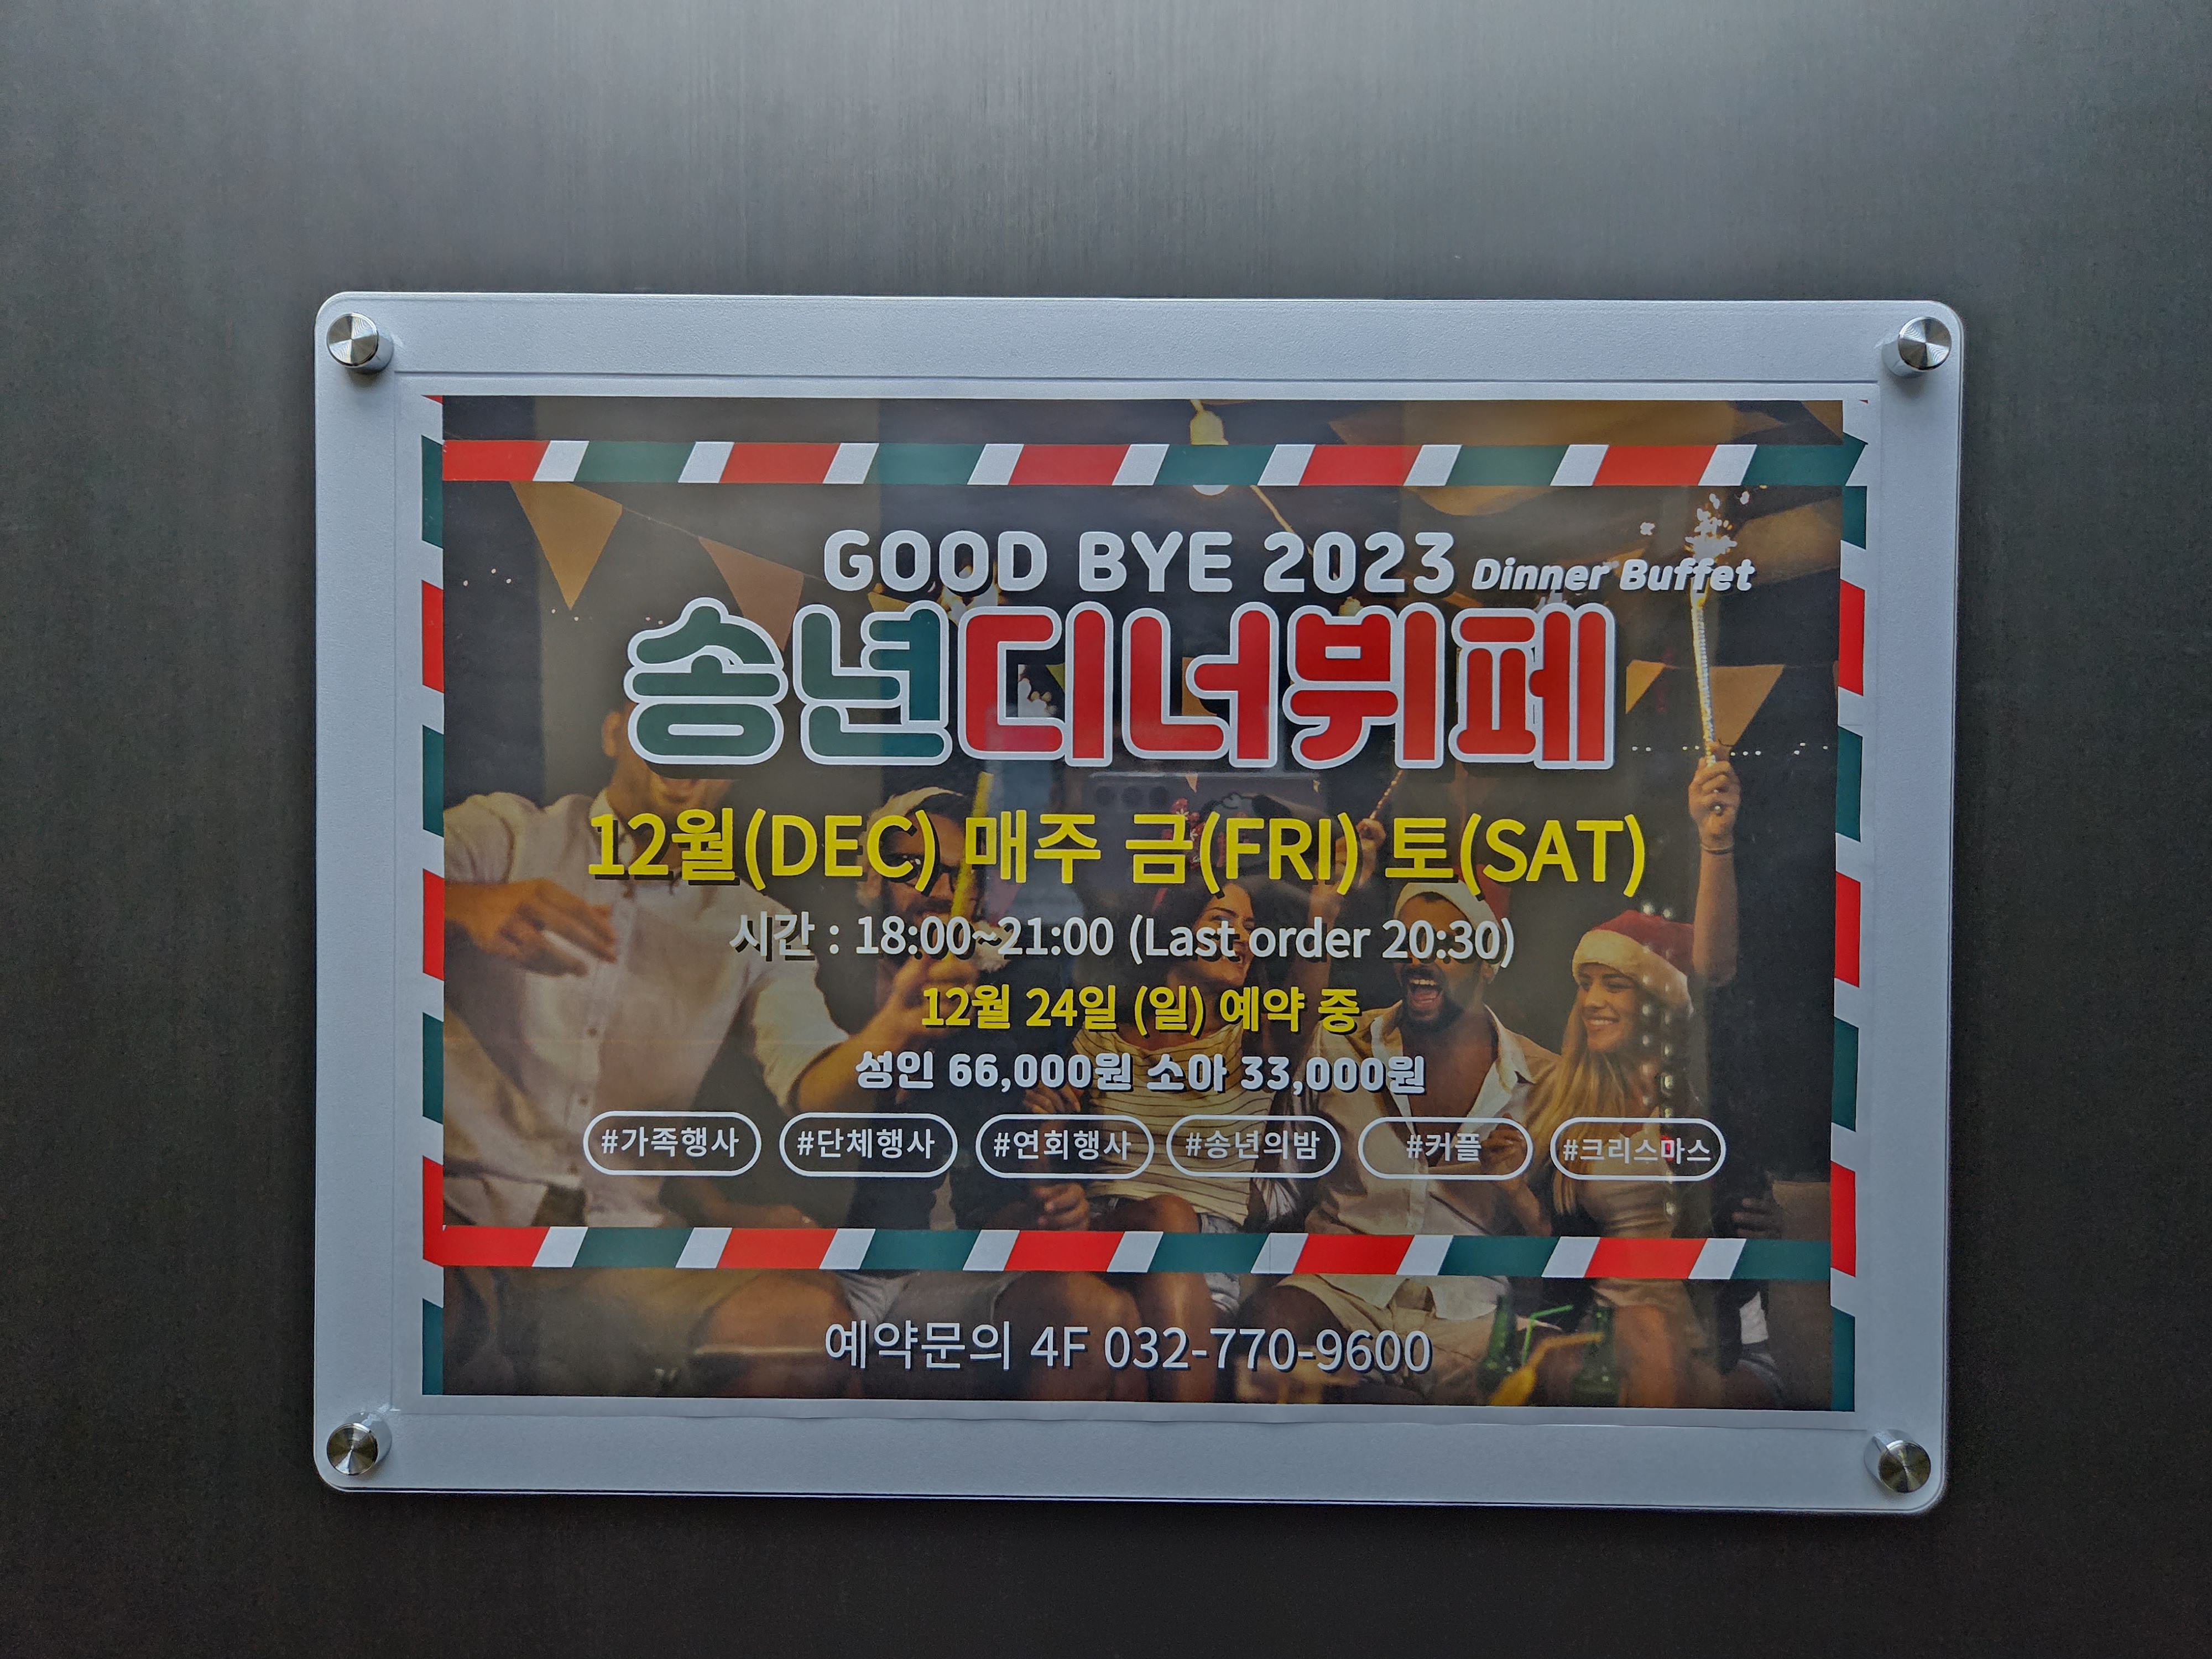 GOOD BYE 2023 Dinner Buffet
송년디너뷔페
12월(DEC) 매주 금(FRI) 토(SAT)
시간 : 18:00~21:00 (Last order 20:30)
12월 24일 (일) 예약 중
성인 66,000원 소아 33,000원
#가족행사 #단체행사 #연회행사 #송년의밤 #커플 #크리스마스
예약문의 4F 032-770-9600